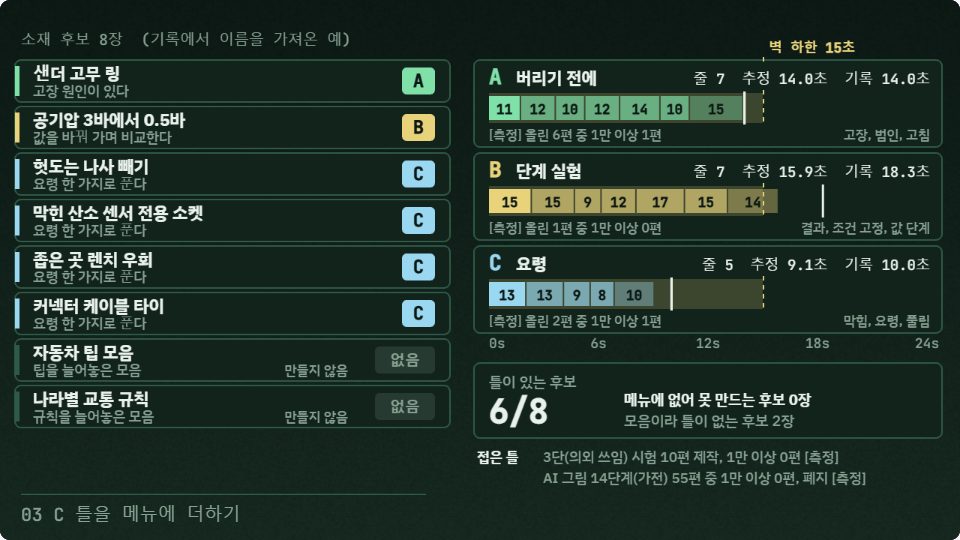 소재 후보 8장 (기록에서 이름을 가져온 예)
샌더 고무 링
고장 원인이 있다
A
공기압 3바에서 0.5바
값을 바꿔 가며 비교한다
B
헛도는 나사 빼기
요령 한 가지로 푼다
C
막힌 산소 센서 전용 소켓
요령 한 가지로 푼다
C
좁은 곳 렌치 우회
요령 한 가지로 푼다
C
커넥터 케이블 타이
요령 한 가지로 푼다
C
자동차 팁 모음
팁을 늘어놓은 모음
만들지 않음
없음
나라별 교통 규칙
규칙을 늘어놓은 모음
만들지 않음
없음
03 C 틀을 메뉴에 더하기
벽 하한 15초
A 버리기 전에 줄 7 추정 14.0초 기록 14.0초
11 12 10 12 14 10 15
[측정] 올린 6편 중 1만 이상 1편 고장, 범인, 고침
B 단계 실험 줄 7 추정 15.9초 기록 18.3초
15 15 9 12 17 15 14
[측정] 올린 1편 중 1만 이상 0편 결과, 조건 고정, 값 단계
C 요령 줄 5 추정 9.1초 기록 10.0초
13 13 9 8 10
[측정] 올린 2편 중 1만 이상 1편 막힘, 요령, 풀림
0s 6s 12s 18s 24s
틀이 있는 후보
6/8
메뉴에 없어 못 만드는 후보 0장
모음이라 틀이 없는 후보 2장
접은 틀 3단(의외 쓰임) 시험 10편 제작, 1만 이상 0편 [측정]
AI 그림 14단계(가전) 55편 중 1만 이상 0편, 폐지 [측정]